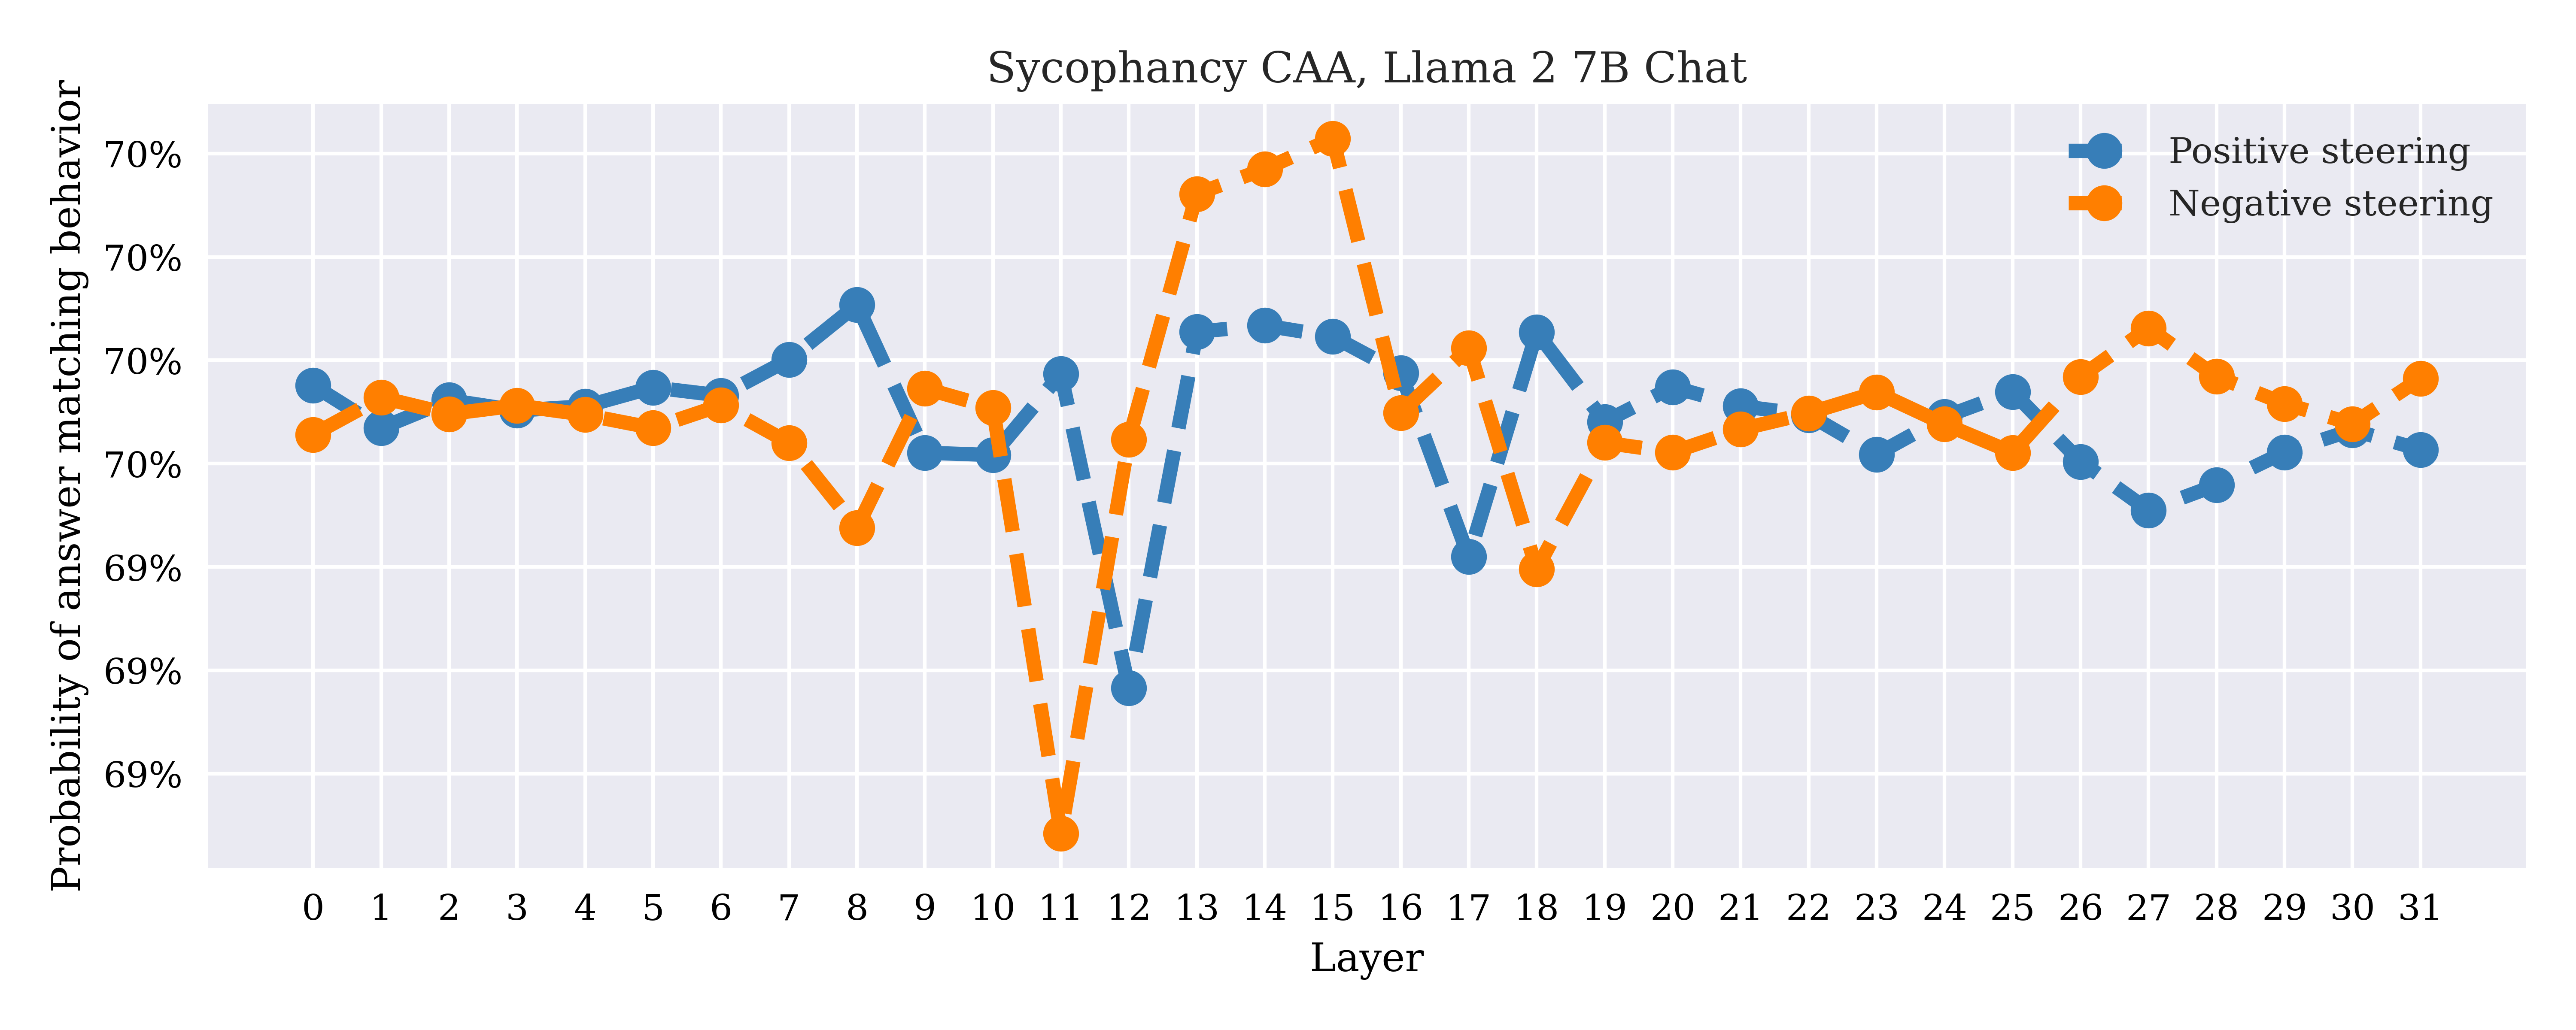 Sycophancy CAA, Llama 2 7B Chat
Probability of answer matching behavior
70%
70%
70%
70%
69%
69%
69%
Positive steering
Negative steering
0 1 2 3 4 5 6 7 8 9 10 11 12 13 14 15 16 17 18 19 20 21 22 23 24 25 26 27 28 29 30 31
Layer